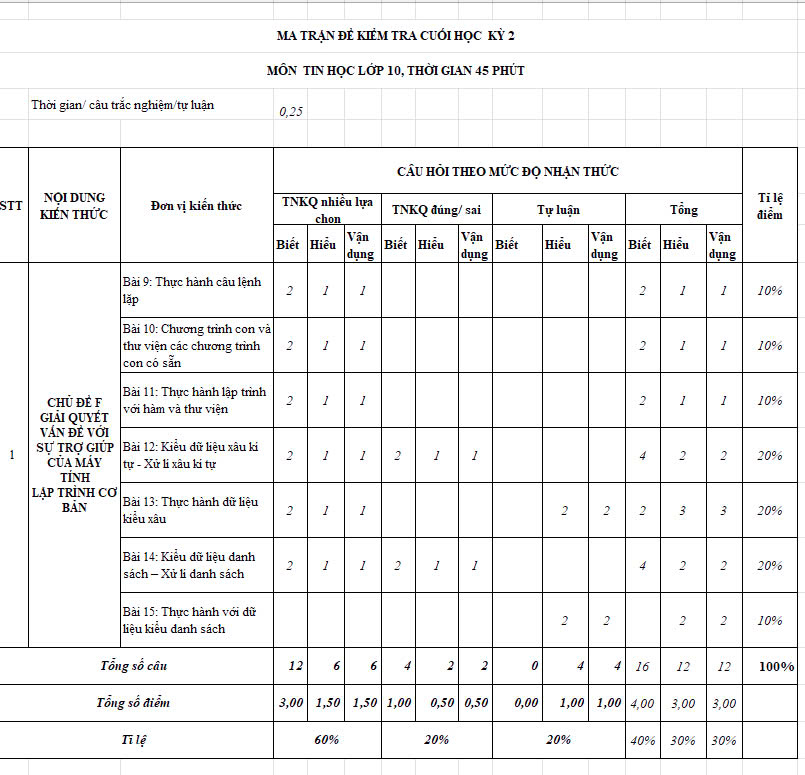 MA TRẬN ĐỀ KIỂM TRA CUỐI HỌC KỲ 2
MÔN TIN HỌC LỚP 10, THỜI GIAN 45 PHÚT
Thời gian/ câu trắc nghiệm/tự luận 0,25
STT NỘI DUNG KIẾN THỨC Đơn vị kiến thức CÂU HỎI THEO MỨC ĐỘ NHẬN THỨC Tỉ lệ điểm
TNKQ nhiều lựa chọn TNKQ đúng/ sai Tự luận Tổng
Biết Hiểu Vận dụng Biết Hiểu Vận dụng Biết Hiểu Vận dụng Biết Hiểu Vận dụng
1
CHỦ ĐỀ F
GIẢI QUYẾT
VẤN ĐỀ VỚI
SỰ TRỢ GIÚP
CỦA MÁY
TÍNH
LẬP TRÌNH CƠ
BẢN
Bài 9: Thực hành câu lệnh
lặp
2 1 1 2 1 1 10%
Bài 10: Chương trình con và
thư viện các chương trình
con có sẵn
2 1 1 2 1 1 10%
Bài 11: Thực hành lập trình
với hàm và thư viện
2 1 1 2 1 1 10%
Bài 12: Kiểu dữ liệu xâu kí
tự - Xử lí xâu kí tự
2 1 1 2 1 1 4 2 2 20%
Bài 13: Thực hành dữ liệu
kiểu xâu
2 1 1 2 2 2 3 3 20%
Bài 14: Kiểu dữ liệu danh
sách – Xử lí danh sách
2 1 1 2 1 1 4 2 2 20%
Bài 15: Thực hành với dữ
liệu kiểu danh sách
2 2 2 2 10%
Tổng số câu 12 6 6 4 2 2 0 4 4 16 12 12 100%
Tổng số điểm 3,00 1,50 1,50 1,00 0,50 0,50 0,00 1,00 1,00 4,00 3,00 3,00
Tỉ lệ 60% 20% 20% 40% 30% 30%